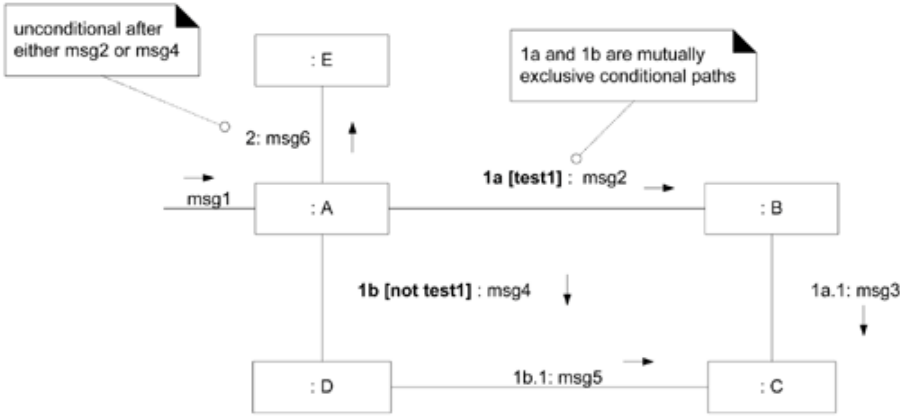 unconditional after
either msg2 or msg4
: E
1a and 1b are mutually
exclusive conditional paths
2: msg6
1a [test1] : msg2
msg1
: A
: B
1b [not test1] : msg4
1a.1: msg3
: D
1b.1: msg5
: C